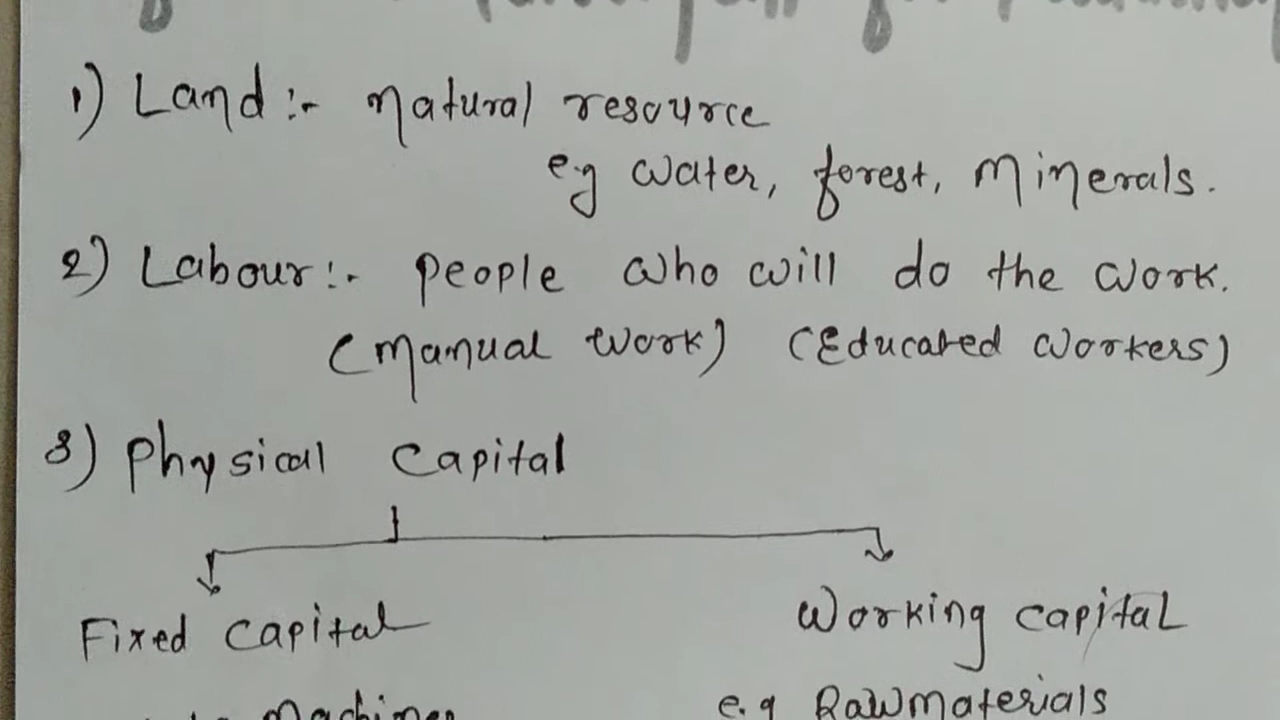 1) Land :- Natural resource
e.g water, forest, Minerals.
2) Labour :- people who will do the work.
(Manual work) (Educated workers)
3) Physical capital
Fixed capital Working capital
Machines e.g Rawmaterials